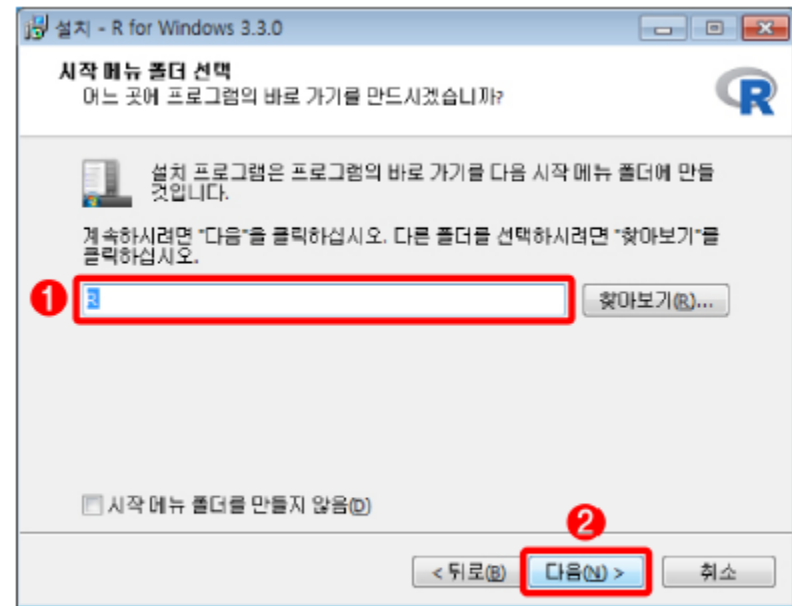 설치 - R for Windows 3.3.0
시작 메뉴 폴더 선택
어느 곳에 프로그램의 바로 가기를 만드시겠습니까?
R
설치 프로그램은 프로그램의 바로 가기를 다음 시작 메뉴 폴더에 만들
것입니다.
계속하시려면 "다음"을 클릭하십시오. 다른 폴더를 선택하시려면 "찾아보기"를
클릭하십시오.
1
R
찾아보기(R)...
시작 메뉴 폴더를 만들지 않음(D)
2
< 뒤로(B)
다음(N) >
취소